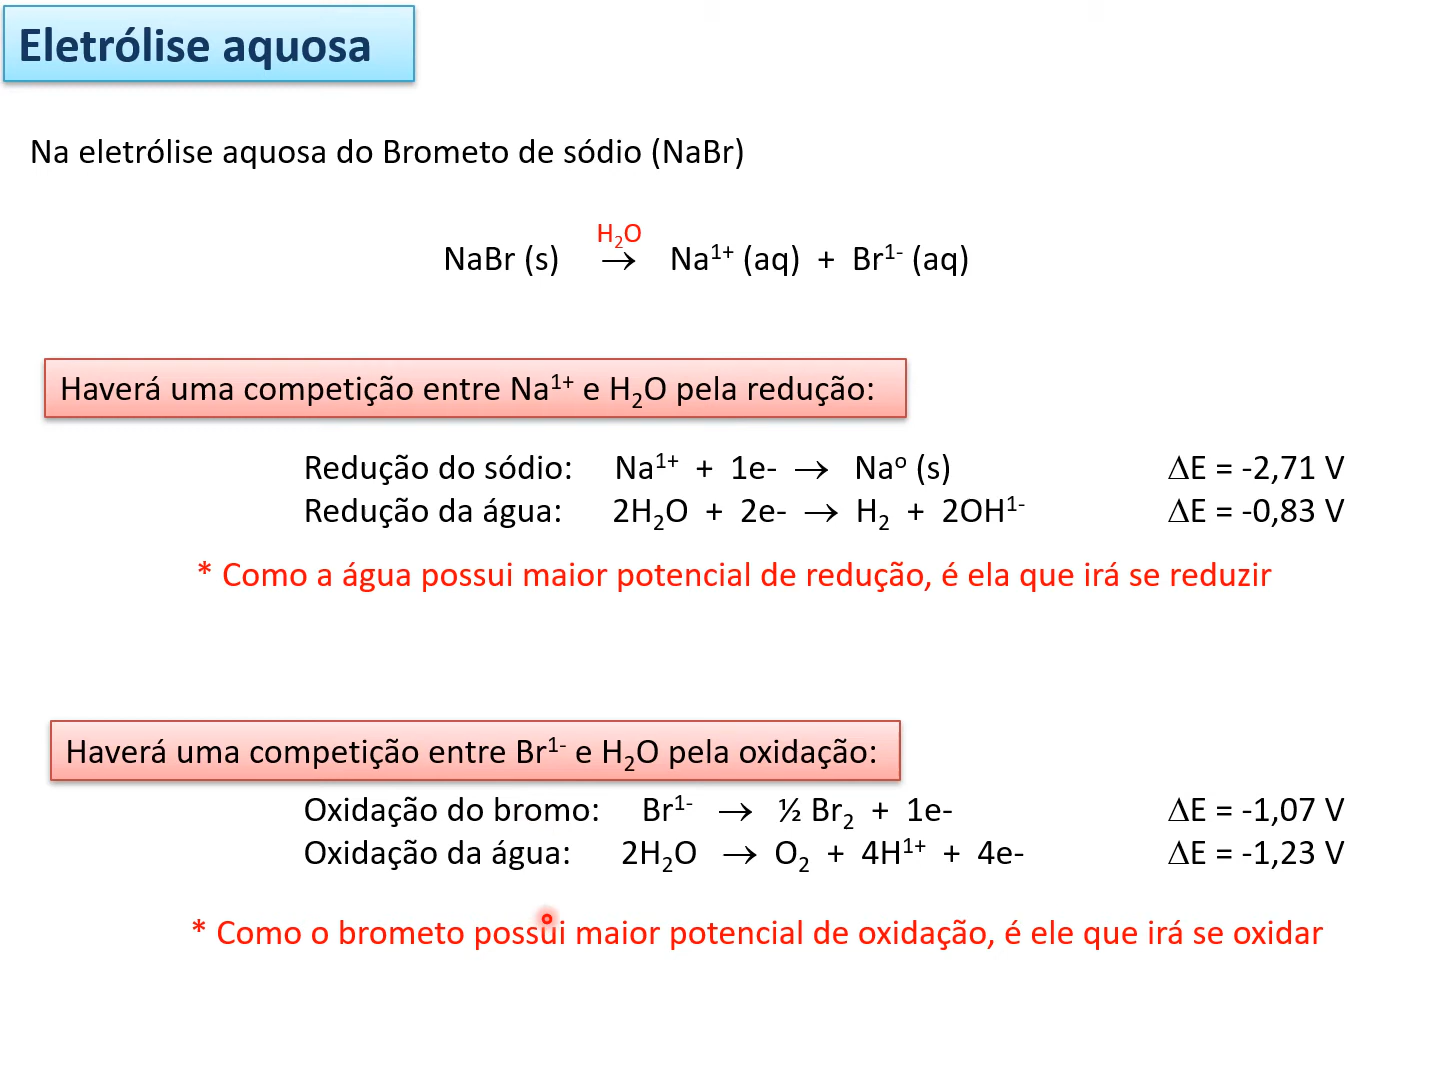 Eletrólise aquosa
Na eletrólise aquosa do Brometo de sódio (NaBr)
H₂O
NaBr (s) → Na¹⁺ (aq) + Br¹⁻ (aq)
Haverá uma competição entre Na¹⁺ e H₂O pela redução:
Redução do sódio: Na¹⁺ + 1e- → Naº (s) ΔE = -2,71 V
Redução da água: 2H₂O + 2e- → H₂ + 2OH¹⁻ ΔE = -0,83 V
* Como a água possui maior potencial de redução, é ela que irá se reduzir
Haverá uma competição entre Br¹⁻ e H₂O pela oxidação:
Oxidação do bromo: Br¹⁻ → ½ Br₂ + 1e- ΔE = -1,07 V
Oxidação da água: 2H₂O → O₂ + 4H¹⁺ + 4e- ΔE = -1,23 V
* Como o brometo possui maior potencial de oxidação, é ele que irá se oxidar